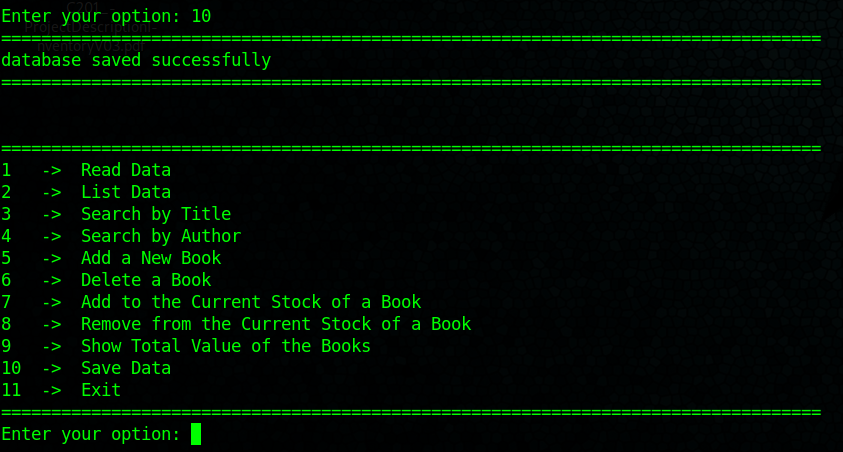 Enter your option: 10
==================================================================================
database saved successfully
==================================================================================
==================================================================================
1   ->  Read Data
2   ->  List Data
3   ->  Search by Title
4   ->  Search by Author
5   ->  Add a New Book
6   ->  Delete a Book
7   ->  Add to the Current Stock of a Book
8   ->  Remove from the Current Stock of a Book
9   ->  Show Total Value of the Books
10  ->  Save Data
11  ->  Exit
==================================================================================
Enter your option: